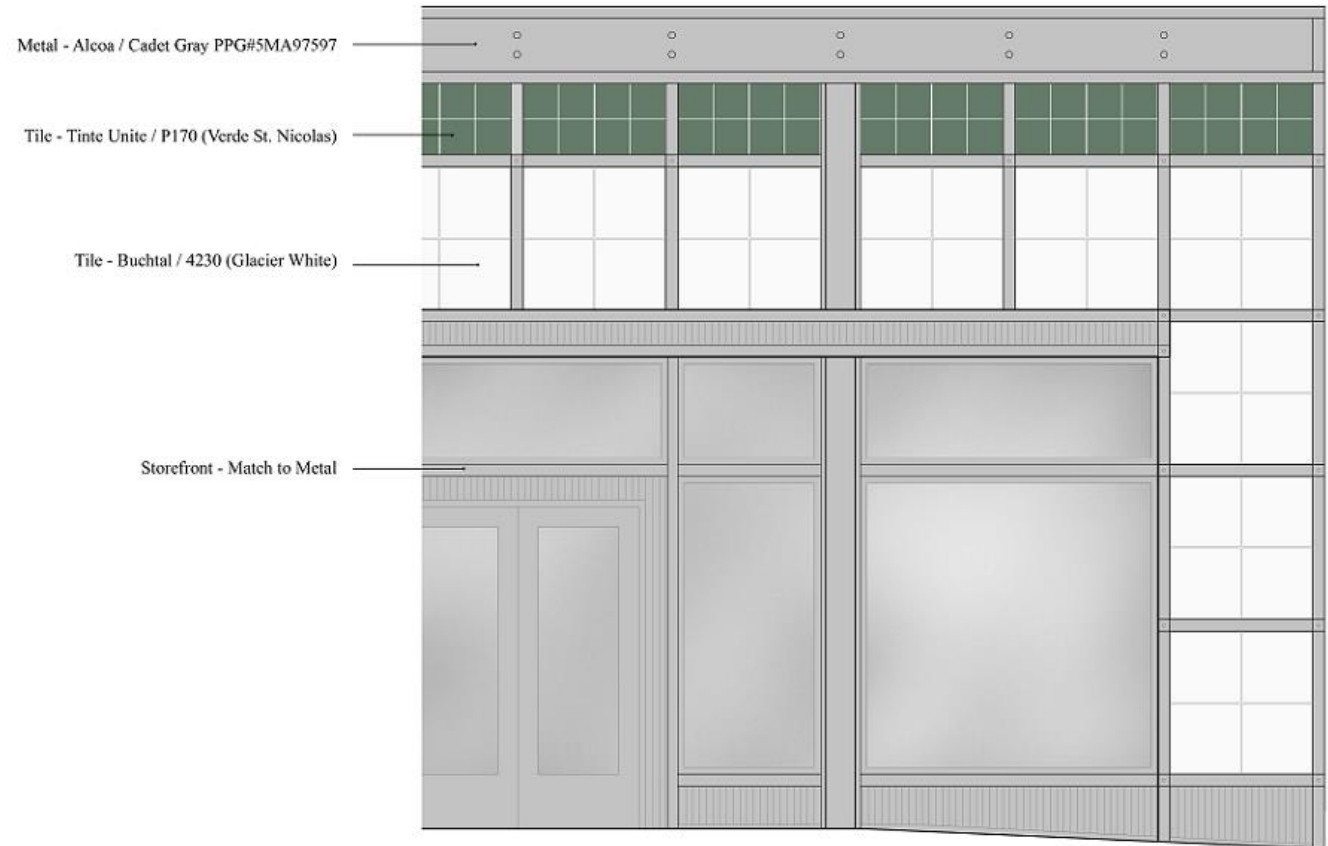 Metal - Alcoa / Cadet Gray PPG#5MA97597
Tile - Tinte Unite / P170 (Verde St. Nicolas)
Tile - Buchtal / 4230 (Glacier White)
Storefront - Match to Metal